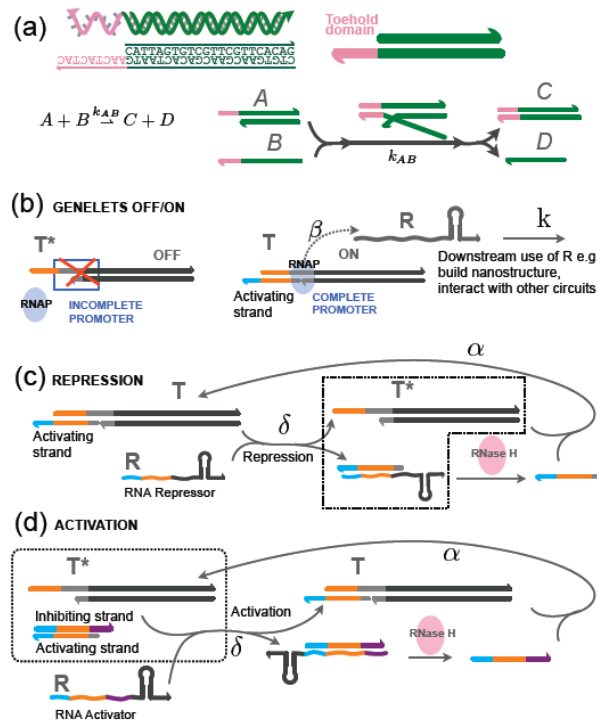 (a)
CATTAGTGTCGTTCGTTCACAG
Toehold
domain
A + B k_AB ⇀ C + D
A
B
k_AB
C
D
(b) GENELETS OFF/ON
T*
OFF
RNAP
INCOMPLETE
PROMOTER
T
β
R
RNAP
ON
Activating
strand
COMPLETE
PROMOTER
k
Downstream use of R e.g.
build nanostructure,
interact with other circuits
(c) REPRESSION
T
α
T*
Activating
strand
δ
Repression
R
RNA Repressor
RNase H
(d) ACTIVATION
T*
T
α
Inhibiting strand
Activating strand
Activation
δ
R
RNA Activator
RNase H